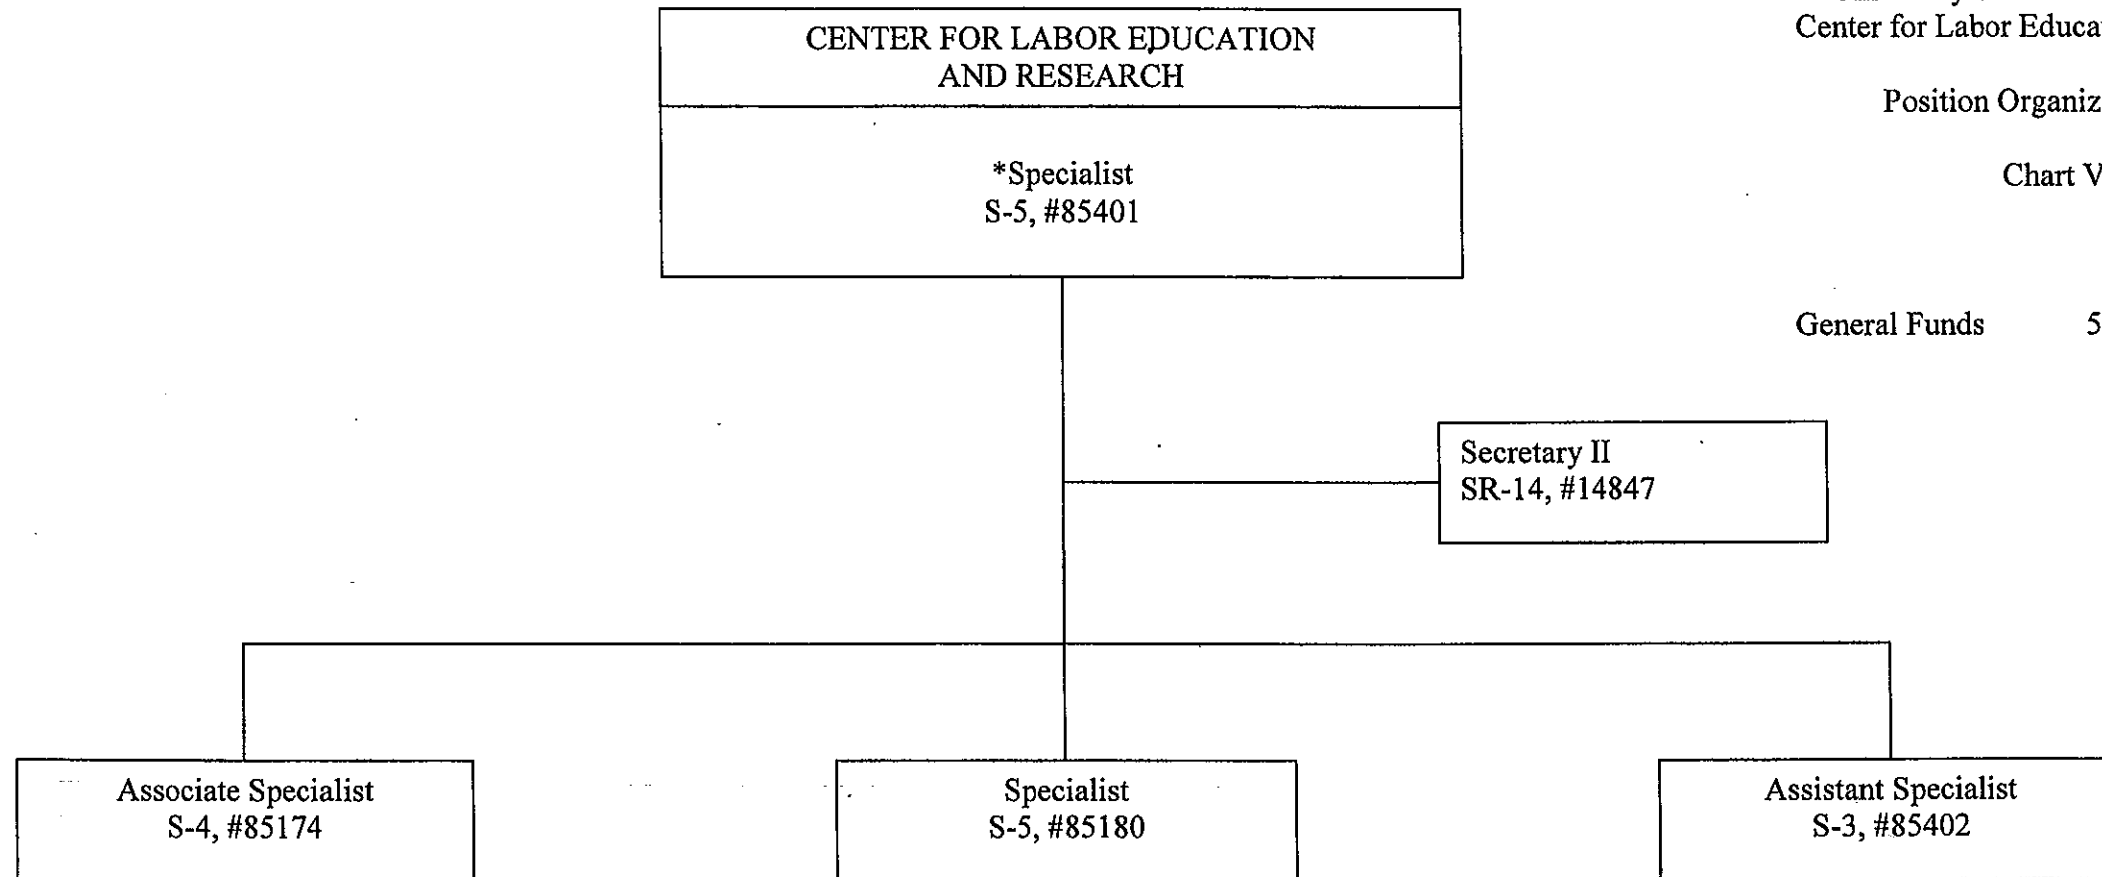 Center for Labor Educa
Position Organiz
Chart V
General Funds 5
CENTER FOR LABOR EDUCATION
AND RESEARCH
*Specialist
S-5, #85401
Secretary II
SR-14, #14847
Associate Specialist
S-4, #85174
Specialist
S-5, #85180
Assistant Specialist
S-3, #85402